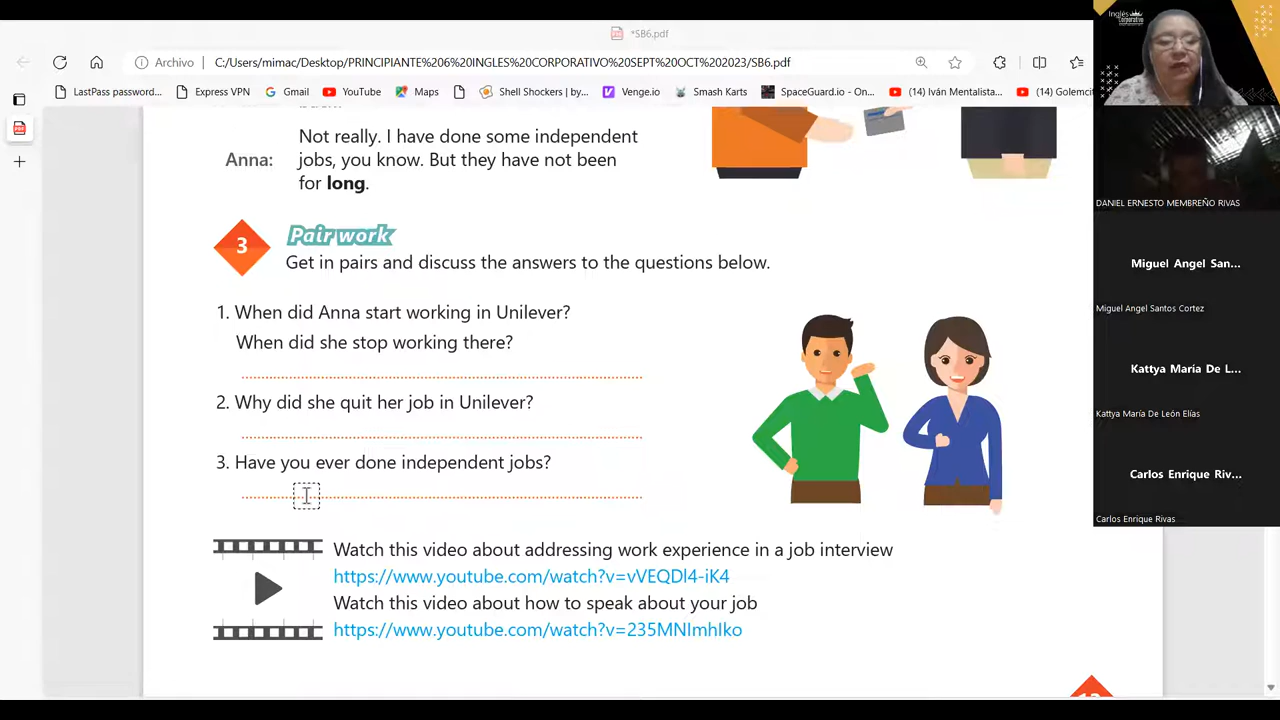 *SB6.pdf
Archivo
C:/Users/mimac/Desktop/PRINCIPIANTE%206%20INGLES%20CORPORATIVO%20SEPT%20OCT%202023/SB6.pdf
LastPass password...
Express VPN
Gmail
YouTube
Maps
Shell Shockers | by...
Venge.io
Smash Karts
SpaceGuard.io - On...
(14) Iván Mentalista...
(14) Golemcit
Not really. I have done some independent
Anna: jobs, you know. But they have not been
for long.
3
Pair work
Get in pairs and discuss the answers to the questions below.
1. When did Anna start working in Unilever?
When did she stop working there?
2. Why did she quit her job in Unilever?
3. Have you ever done independent jobs?
Watch this video about addressing work experience in a job interview
https://www.youtube.com/watch?v=vVEQDl4-iK4
Watch this video about how to speak about your job
https://www.youtube.com/watch?v=235MNImhIko
Inglés
Corporativo
DANIEL ERNESTO MEMBREÑO RIVAS
Miguel Angel San...
Miguel Angel Santos Cortez
Kattya María De L...
Kattya María De León Elías
Carlos Enrique Riv...
Carlos Enrique Rivas